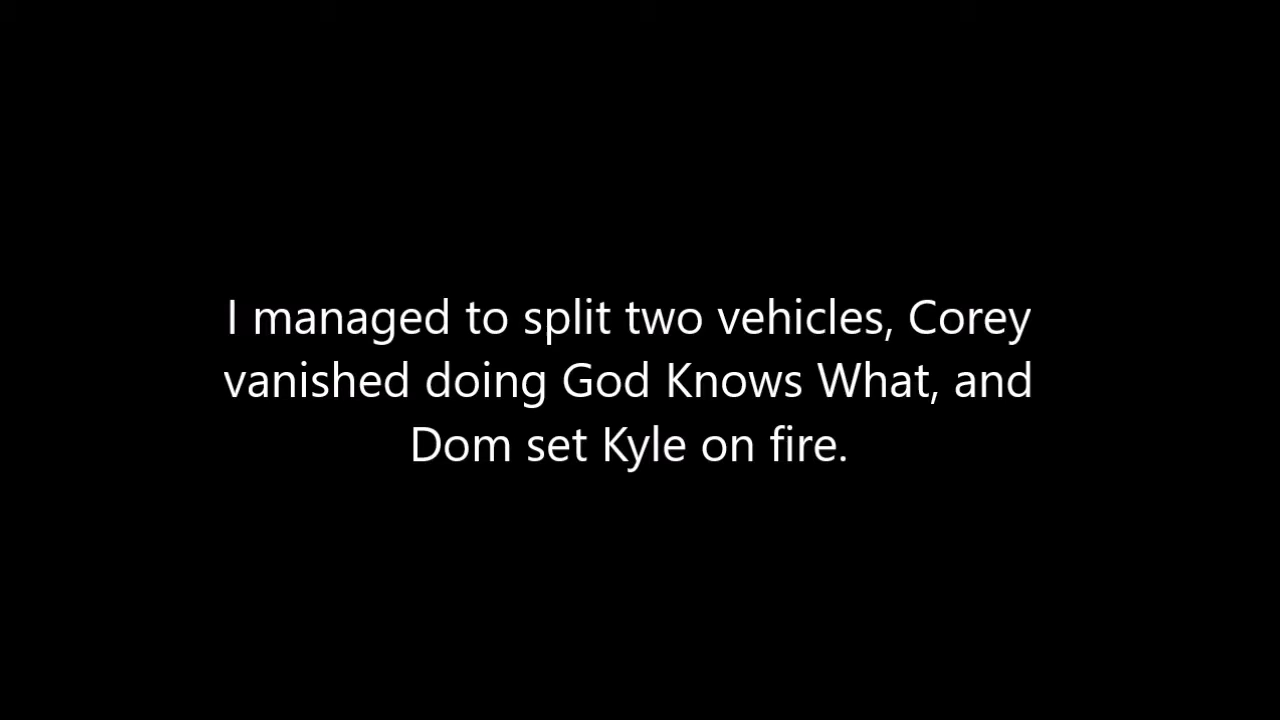 I managed to split two vehicles, Corey
vanished doing God Knows What, and
Dom set Kyle on fire.